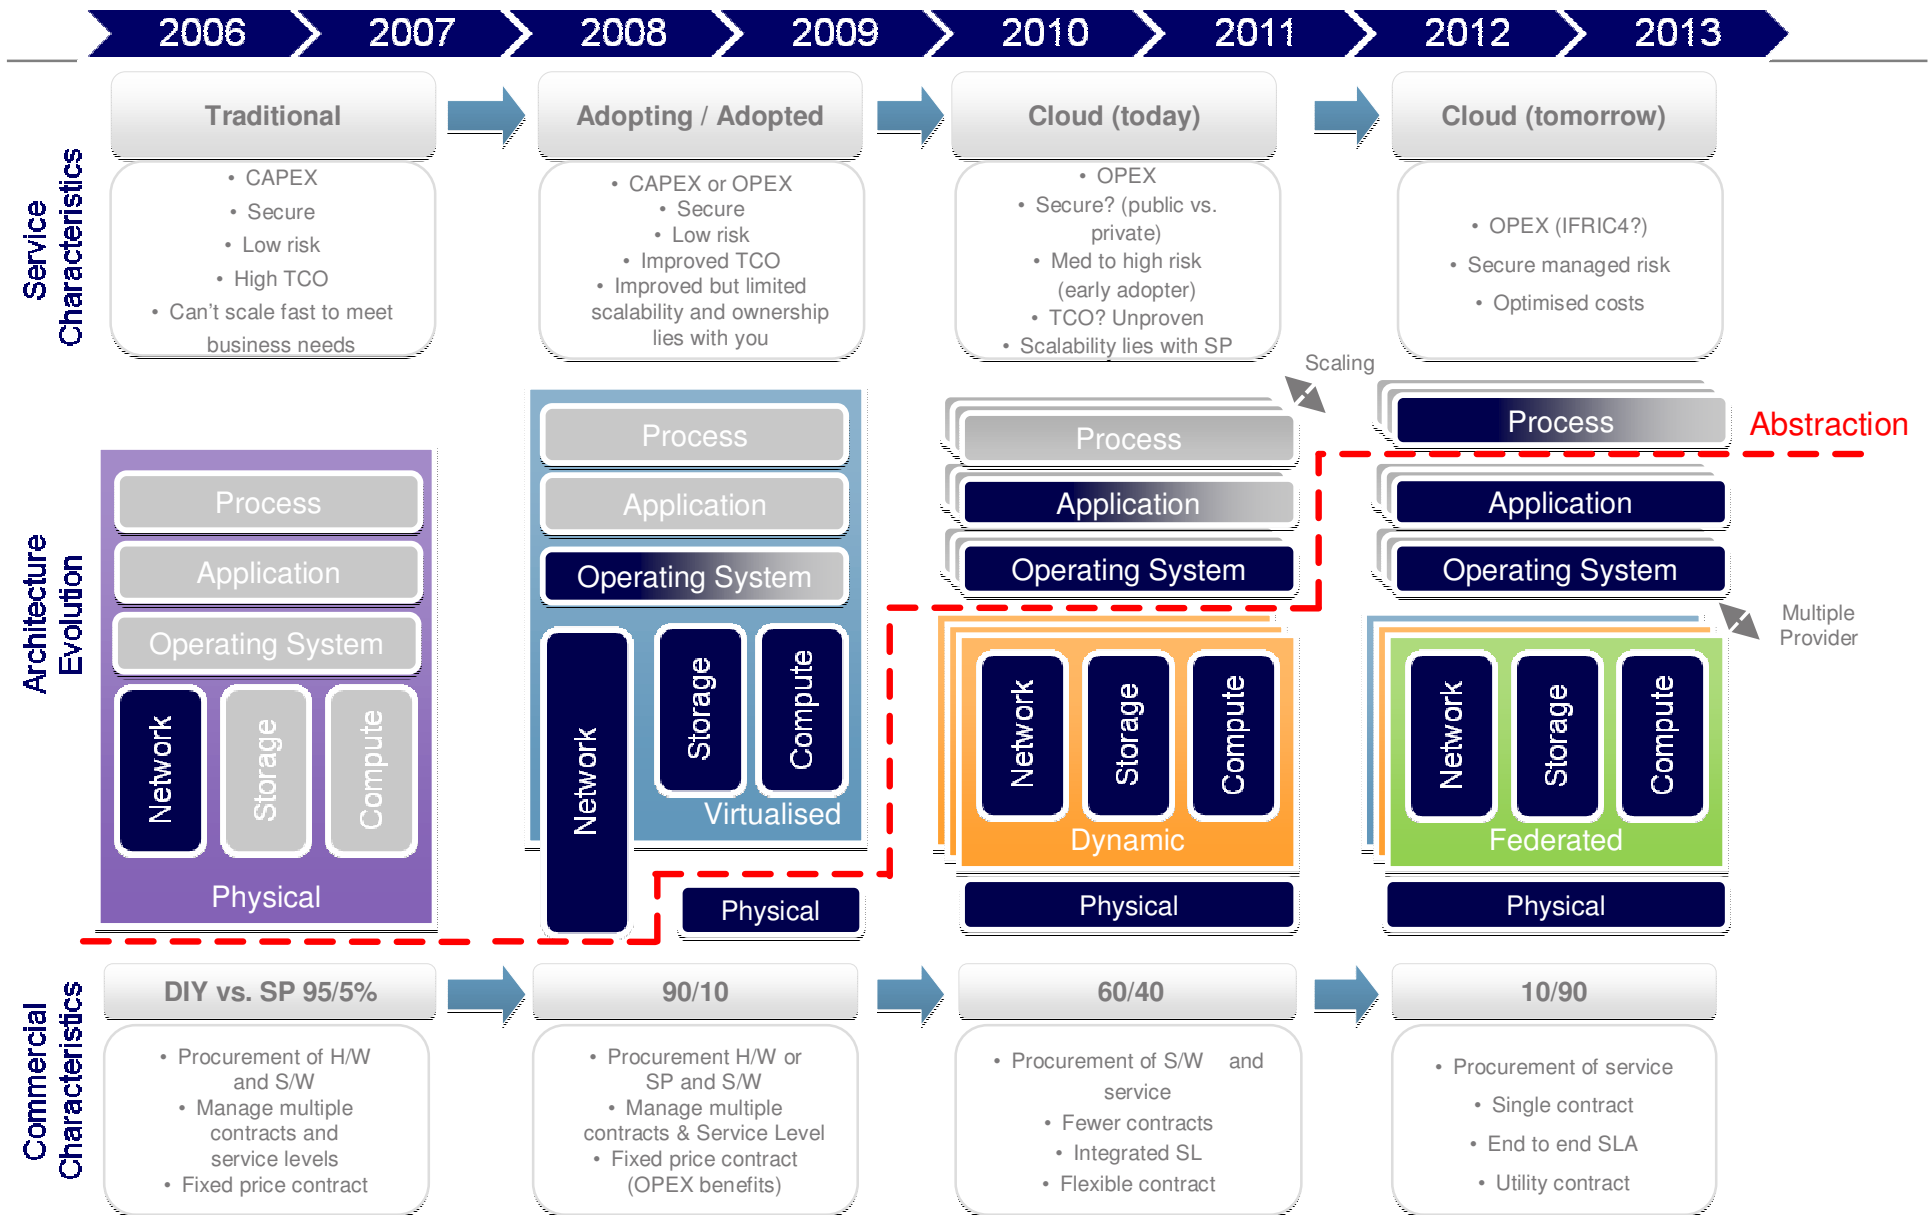 2006 2007 2008 2009 2010 2011 2012 2013
Service
Characteristics
Traditional
• CAPEX
• Secure
• Low risk
• High TCO
• Can't scale fast to meet
business needs
Adopting / Adopted
• CAPEX or OPEX
• Secure
• Low risk
• Improved TCO
• Improved but limited
scalability and ownership
lies with you
Cloud (today)
• OPEX
• Secure? (public vs.
private)
• Med to high risk
(early adopter)
• TCO? Unproven
• Scalability lies with SP
Cloud (tomorrow)
• OPEX (IFRIC4?)
• Secure managed risk
• Optimised costs
Architecture
Evolution
Process
Application
Operating System
Network
Storage
Compute
Physical
Process
Application
Operating System
Network
Storage
Compute
Virtualised
Physical
Scaling
Process
Application
Operating System
Network
Storage
Compute
Dynamic
Physical
Process
Abstraction
Application
Operating System
Multiple
Provider
Network
Storage
Compute
Federated
Physical
Commercial
Characteristics
DIY vs. SP 95/5%
• Procurement of H/W
and S/W
• Manage multiple
contracts and
service levels
• Fixed price contract
90/10
• Procurement H/W or
SP and S/W
• Manage multiple
contracts & Service Level
• Fixed price contract
(OPEX benefits)
60/40
• Procurement of S/W and
service
• Fewer contracts
• Integrated SL
• Flexible contract
10/90
• Procurement of service
• Single contract
• End to end SLA
• Utility contract